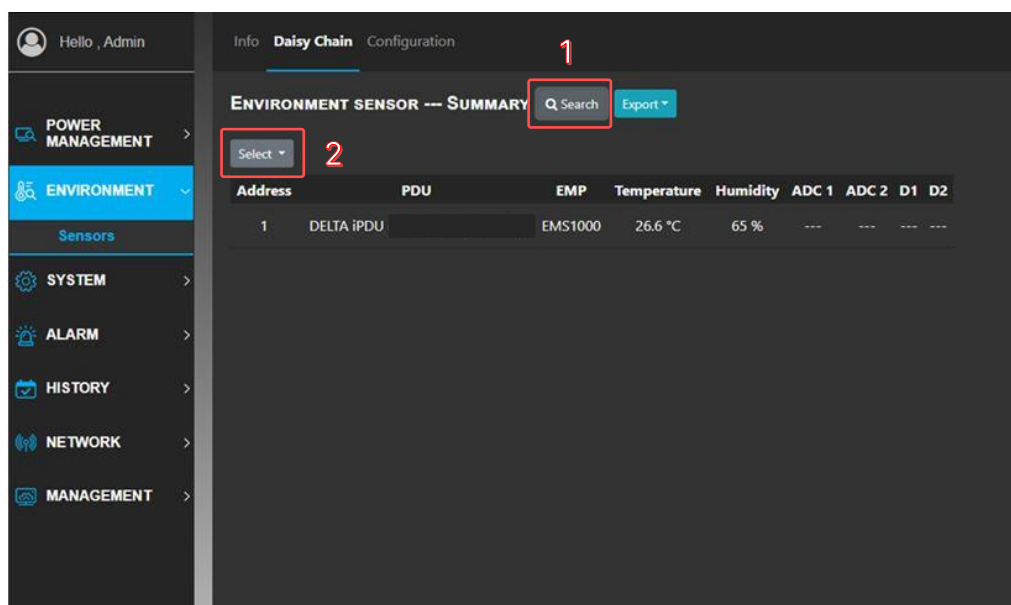 Hello , Admin
Info Daisy Chain Configuration
1
ENVIRONMENT SENSOR --- SUMMARY Search Export
Select 2
POWER
MANAGEMENT
ENVIRONMENT
Sensors
SYSTEM
ALARM
HISTORY
NETWORK
MANAGEMENT
Address PDU EMP Temperature Humidity ADC 1 ADC 2 D1 D2
1 DELTA iPDU EMS1000 26.6 °C 65 % --- --- --- ---